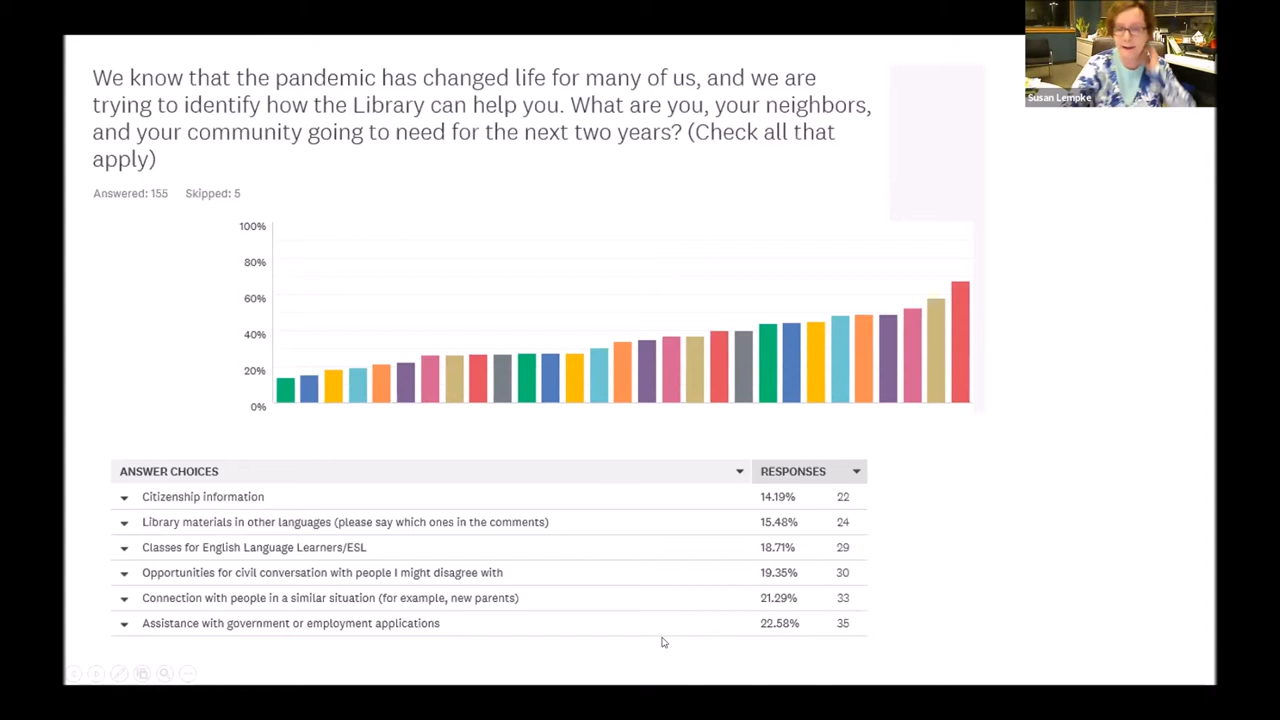 We know that the pandemic has changed life for many of us, and we are
trying to identify how the Library can help you. What are you, your neighbors,
and your community going to need for the next two years? (Check all that
apply)
Answered: 155 Skipped: 5
100%
80%
60%
40%
20%
0%
ANSWER CHOICES RESPONSES
Citizenship information 14.19% 22
Library materials in other languages (please say which ones in the comments) 15.48% 24
Classes for English Language Learners/ESL 18.71% 29
Opportunities for civil conversation with people I might disagree with 19.35% 30
Connection with people in a similar situation (for example, new parents) 21.29% 33
Assistance with government or employment applications 22.58% 35
Susan Lempke